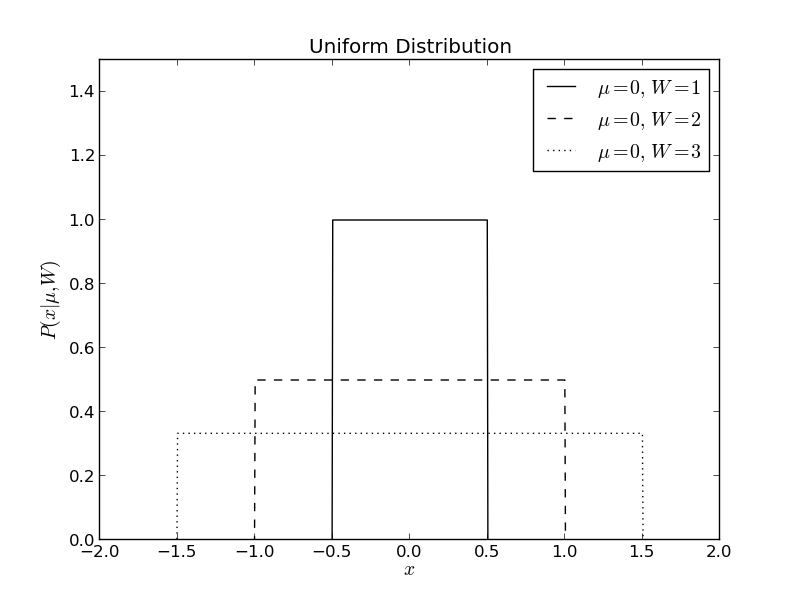 Uniform Distribution
μ=0, W=1
μ=0, W=2
μ=0, W=3
1.4
1.2
1.0
0.8
0.6
0.4
0.2
0.0
P(x|μ,W)
−2.0 −1.5 −1.0 −0.5 0.0 0.5 1.0 1.5 2.0
x